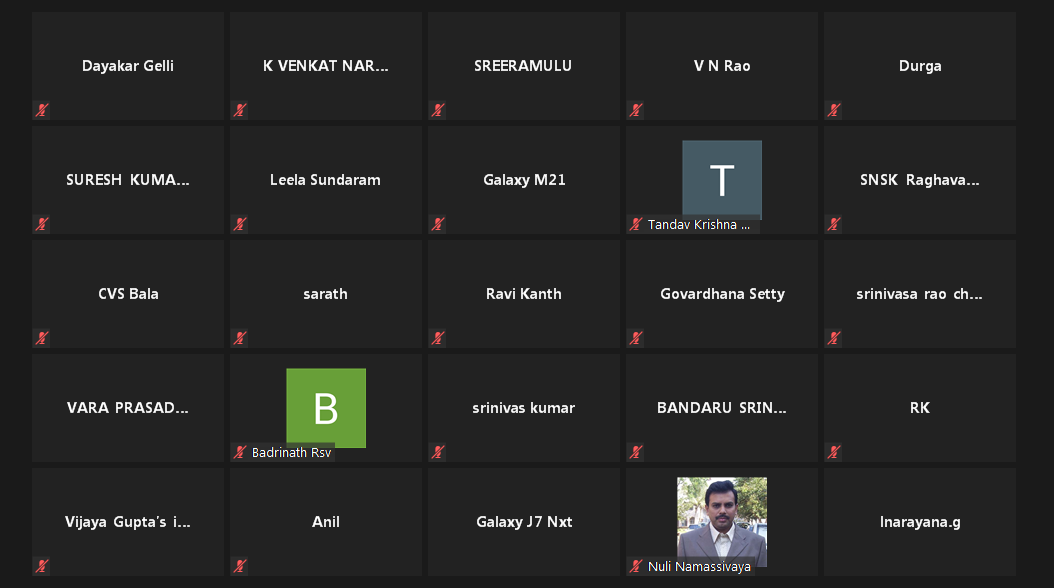 Dayakar Gelli
K VENKAT NAR...
SREERAMULU
V N Rao
Durga
SURESH KUMA...
Leela Sundaram
Galaxy M21
T
Tandav Krishna ...
SNSK Raghava...
CVS Bala
sarath
Ravi Kanth
Govardhana Setty
srinivasa rao ch...
VARA PRASAD...
B
Badrinath Rsv
srinivas kumar
BANDARU SRIN...
RK
Vijaya Gupta's i...
Anil
Galaxy J7 Nxt
Nuli Namassivaya
lnarayana.g